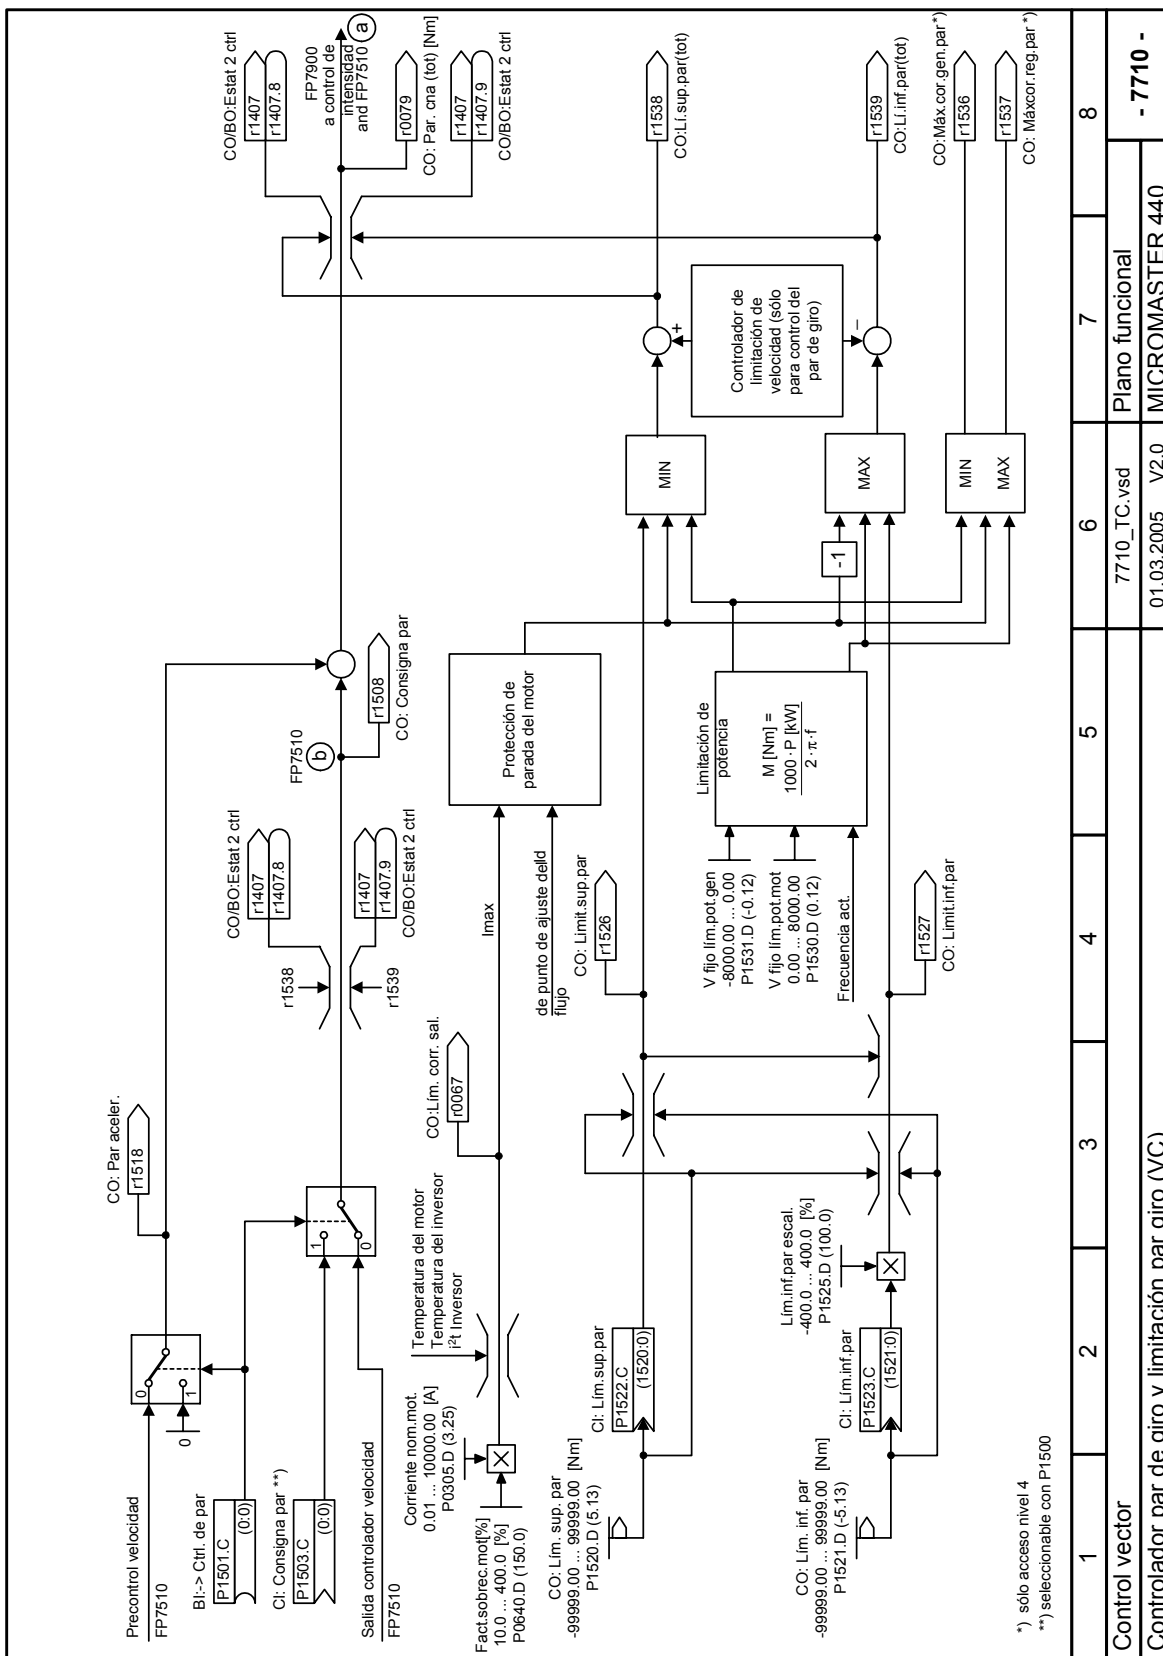 Precontrol velocidad
FP7510
BI:-> Ctrl. de par
P1501.C
(0:0)
CI: Consigna par **)
P1503.C
(0:0)
Salida controlador velocidad
FP7510
0
0
1
1
0
CO: Par aceler.
r1518
r1538
r1539
CO/BO:Estat 2 ctrl
r1407
r1407.8
r1407
r1407.9
CO/BO:Estat 2 ctrl
FP7510
b
r1508
CO: Consigna par
CO/BO:Estat 2 ctrl
r1407
r1407.8
FP7900
a control de
intensidad
and FP7510
a
r0079
CO: Par. cna (tot) [Nm]
r1407
r1407.9
CO/BO:Estat 2 ctrl
Fact.sobrec.mot[%]
10.0 ... 400.0 [%]
P0640.D (150.0)
Corriente nom.mot.
0.01 ... 10000.00 [A]
P0305.D (3.25)
X
Temperatura del motor
Temperatura del inversor
i²t Inversor
CO:Lím. corr. sal.
r0067
Imax
de punto de ajuste delld
flujo
Protección de
parada del motor
CO: Lím. sup. par
-99999.00 ... 99999.00 [Nm]
P1520.D (5.13)
CI: Lím.sup.par
P1522.C
(1520:0)
CO: Limit.sup.par
r1526
V fijo lím.pot.gen
-8000.00 ... 0.00
P1531.D (-0.12)
V fijo lím.pot.mot
0.00 ... 8000.00
P1530.D (0.12)
Frecuencia act.
Limitación de
potencia
M [Nm] =
1000 · P [kW]
2 · π · f
CO: Lím. inf. par
-99999.00 ... 99999.00 [Nm]
P1521.D (-5.13)
CI: Lím.inf.par
P1523.C
(1521:0)
Lím.inf.par escal.
-400.0 ... 400.0 [%]
P1525.D (100.0)
X
r1527
CO: Limit.inf.par
-1
MIN
MAX
MIN
MAX
Controlador de
limitación de
velocidad (sólo
para control del
par de giro)
+
–
r1538
CO:Lí.sup.par(tot)
r1539
CO:Lí.inf.par(tot)
CO:Máx.cor.gen.par*)
r1536
r1537
CO: Máxcor.reg.par*)
*) sólo acceso nivel 4
**) seleccionable con P1500
1
2
3
4
5
6
7
8
Control vector
7710_TC.vsd
Plano funcional
- 7710 -
Controlador par de giro y limitación par giro (VC)
01.03.2005
V2.0
MICROMASTER 440